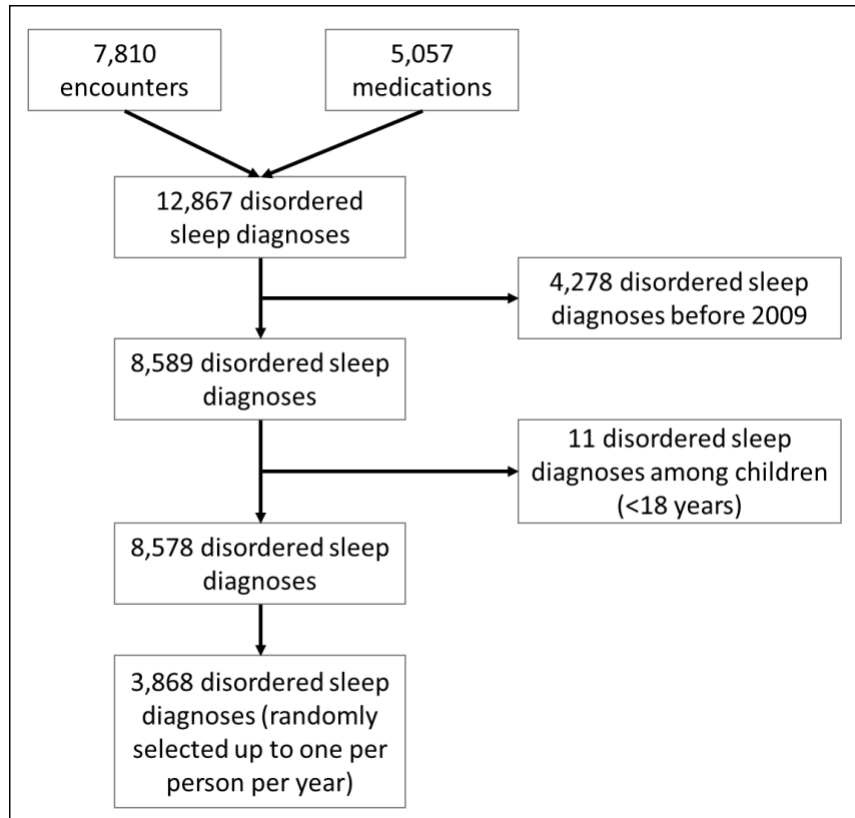 7,810
encounters
5,057
medications
12,867 disordered
sleep diagnoses
4,278 disordered sleep
diagnoses before 2009
8,589 disordered sleep
diagnoses
11 disordered sleep
diagnoses among children
(<18 years)
8,578 disordered sleep
diagnoses
3,868 disordered sleep
diagnoses (randomly
selected up to one per
person per year)